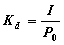 K_d = I / P_0